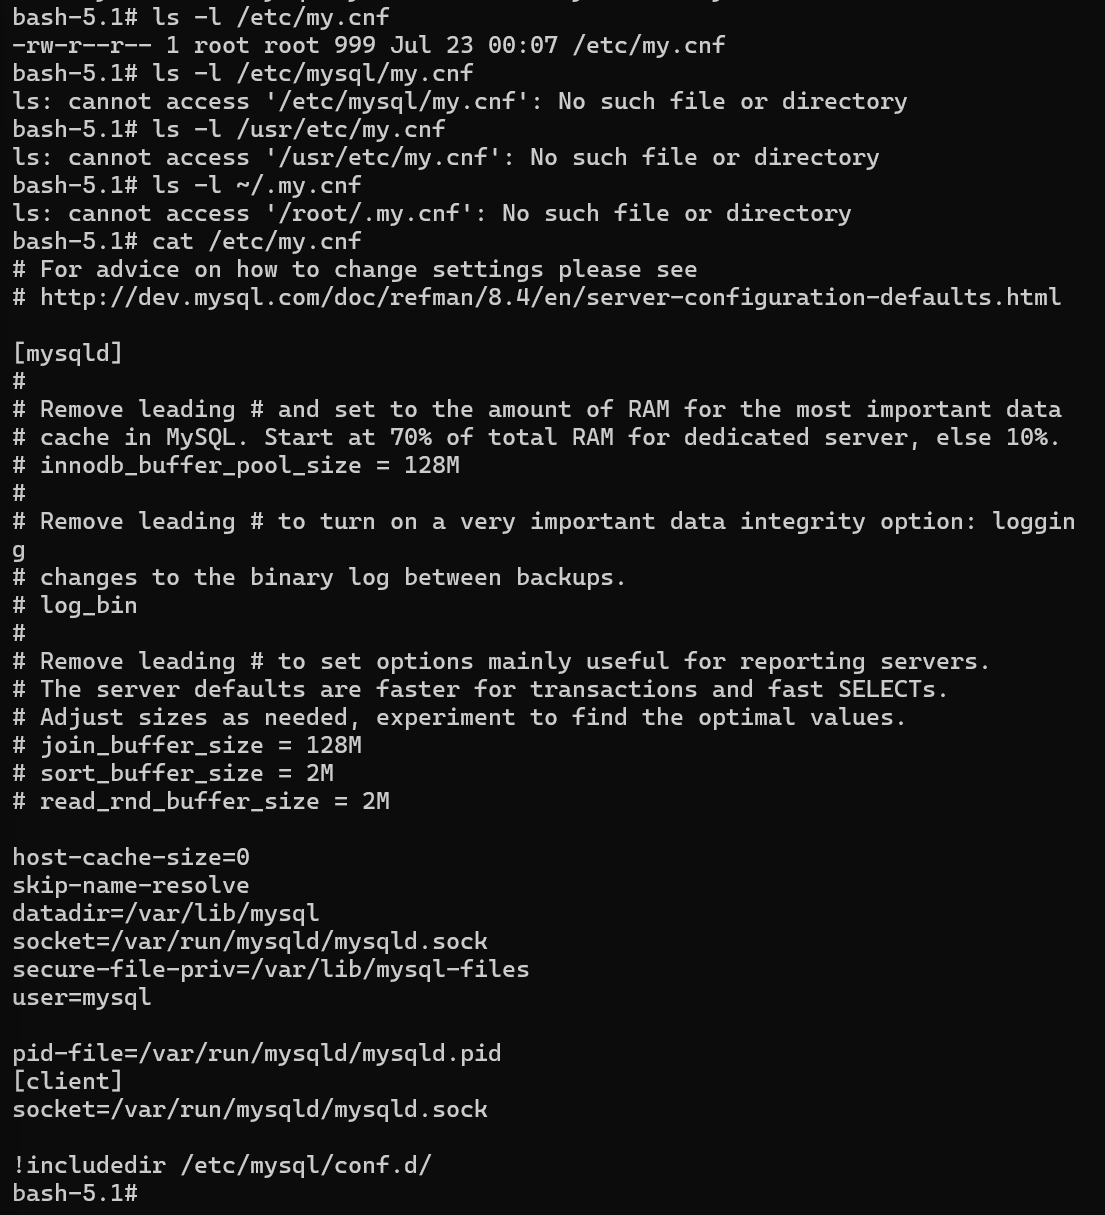 bash-5.1# ls -l /etc/my.cnf
-rw-r--r-- 1 root root 999 Jul 23 00:07 /etc/my.cnf
bash-5.1# ls -l /etc/mysql/my.cnf
ls: cannot access '/etc/mysql/my.cnf': No such file or directory
bash-5.1# ls -l /usr/etc/my.cnf
ls: cannot access '/usr/etc/my.cnf': No such file or directory
bash-5.1# ls -l ~/.my.cnf
ls: cannot access '/root/.my.cnf': No such file or directory
bash-5.1# cat /etc/my.cnf
# For advice on how to change settings please see
# http://dev.mysql.com/doc/refman/8.4/en/server-configuration-defaults.html

[mysqld]
#
# Remove leading # and set to the amount of RAM for the most important data
# cache in MySQL. Start at 70% of total RAM for dedicated server, else 10%.
# innodb_buffer_pool_size = 128M
#
# Remove leading # to turn on a very important data integrity option: loggin
g
# changes to the binary log between backups.
# log_bin
#
# Remove leading # to set options mainly useful for reporting servers.
# The server defaults are faster for transactions and fast SELECTs.
# Adjust sizes as needed, experiment to find the optimal values.
# join_buffer_size = 128M
# sort_buffer_size = 2M
# read_rnd_buffer_size = 2M

host-cache-size=0
skip-name-resolve
datadir=/var/lib/mysql
socket=/var/run/mysqld/mysqld.sock
secure-file-priv=/var/lib/mysql-files
user=mysql

pid-file=/var/run/mysqld/mysqld.pid
[client]
socket=/var/run/mysqld/mysqld.sock

!includedir /etc/mysql/conf.d/
bash-5.1#